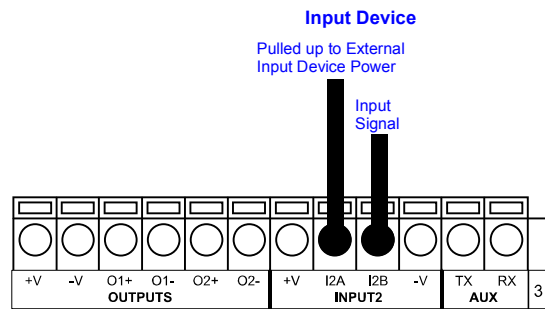 Input Device
Pulled up to External
Input Device Power
Input
Signal
+V -V O1+ O1- O2+ O2- +V I2A I2B -V TX RX
OUTPUTS INPUT2 AUX 3